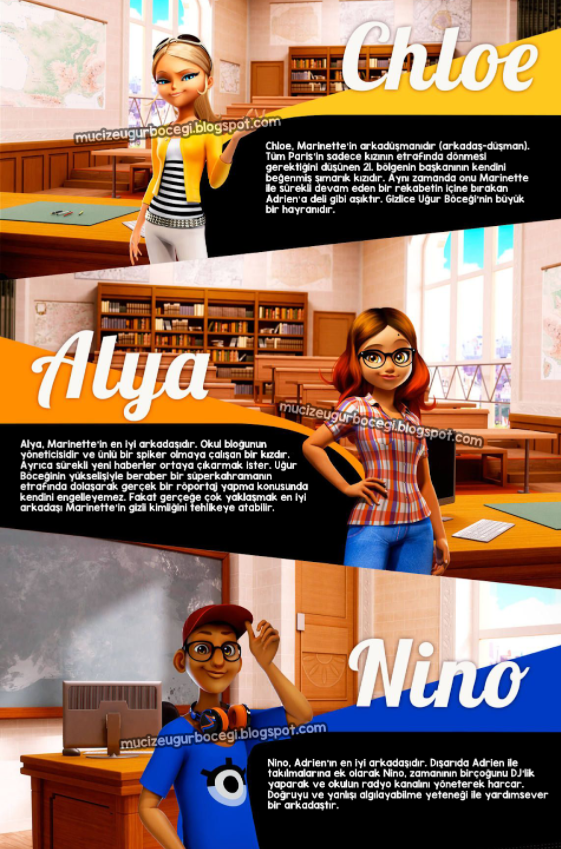 Chloe
mucizeugurbocegi.blogspot.com
Chloe, Marinette'in arkadüşmanıdır (arkadaş-düşman).
Tüm Paris'in sadece kızının etrafında dönmesi
gerektiğini düşünen 21. bölgenin başkanının kendini
beğenmiş şımarık kızıdır. Aynı zamanda onu Marinette
ile sürekli devam eden bir rekabetin içine bırakan
Adrien'a deli gibi aşıktır. Gizlice Uğur Böceği'nin büyük
bir hayranıdır.
Alya
mucizeugurbocegi.blogspot.com
Alya, Marinette'in en iyi arkadaşıdır. Okul bloğunun
yöneticisidir ve ünlü bir spiker olmaya çalışan bir kızdır.
Ayrıca sürekli yeni haberler ortaya çıkarmak ister. Uğur
Böceğinin yükselişiyle beraber bir süperkahramanın
etrafında dolaşarak gerçek bir röportaj yapma konusunda
kendini engelleyemez. Fakat gerçeğe çok yaklaşmak en iyi
arkadaşı Marinette'in gizli kimliğini tehlikeye atabilir.
Nino
mucizeugurbocegi.blogspot.com
Nino, Adrien'ın en iyi arkadaşıdır. Dışarıda Adrien ile
takılmalarına ek olarak Nino, zamanının birçoğunu DJ'lik
yaparak ve okulun radyo kanalını yöneterek harcar.
Doğruyu ve yanlışı algılayabilme yeteneği ile yardımsever
bir arkadaştır.